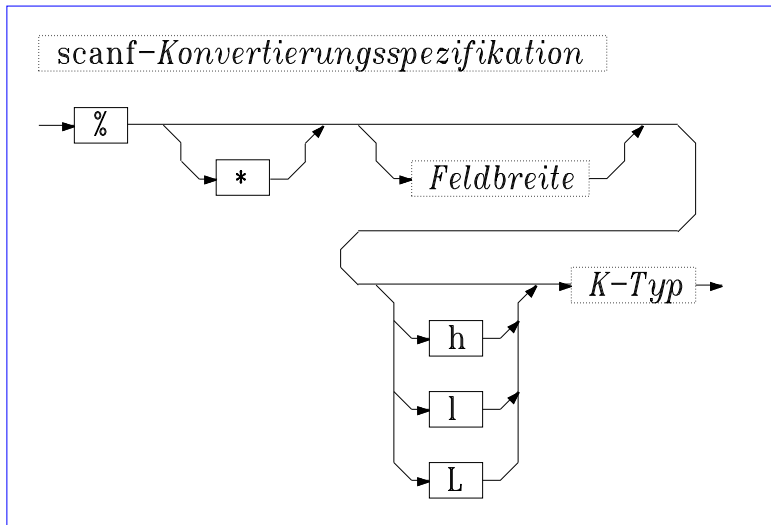 scanf-Konvertierungsspezifikation
%
*
Feldbreite
K-Typ
h
l
L